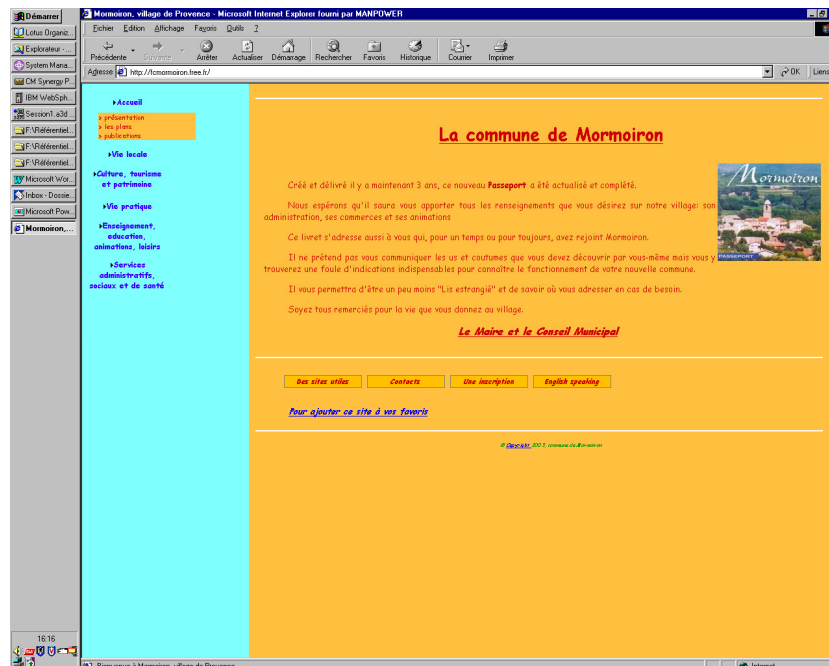 Démarrer
Lotus Organiz...
Explorateur - ...
System Mana...
CM Synergy P...
IBM WebSph...
Session1.a3d ...
F:\Référentiel...
F:\Référentiel...
F:\Référentiel...
Microsoft Wor...
Inbox - Dossie...
Microsoft Pow...
Mormoiron,...
16:16
Mormoiron, village de Provence - Microsoft Internet Explorer fourni par MANPOWER
Fichier Edition Affichage Favoris Outils ?
Précédente Suivante Arrêter Actualiser Démarrage Rechercher Favoris Historique Courrier Imprimer
Adresse http://fcmormoiron.free.fr/ OK Liens
Accueil
> présentation
> les plans
> publications
Vie locale
Culture, tourisme
et patrimoine
Vie pratique
Enseignement,
education,
animations, loisirs
Services
administratifs,
sociaux et de santé
La commune de Mormoiron
Mormoiron
PASSEPORT
Créé et délivré il y a maintenant 3 ans, ce nouveau Passeport a été actualisé et complété.
Nous espérons qu'il saura vous apporter tous les renseignements que vous désirez sur notre village: son
administration, ses commerces et ses animations
Ce livret s'adresse aussi à vous qui, pour un temps ou pour toujours, avez rejoint Mormoiron.
Il ne prétend pas vous communiquer les us et coutumes que vous devez découvrir par vous-même mais vous y
trouverez une foule d'indications indispensables pour connaître le fonctionnement de votre nouvelle commune.
Il vous permettra d'être un peu moins "Lis estrangié" et de savoir où vous adresser en cas de besoin.
Soyez tous remerciés pour la vie que vous donnez au village.
Le Maire et le Conseil Municipal
Des sites utiles Contacts Une inscription English speaking
Pour ajouter ce site à vos favoris
© Copyright 2003, commune de Mormoiron
Bienvenue à Mormoiron, village de Provence Internet